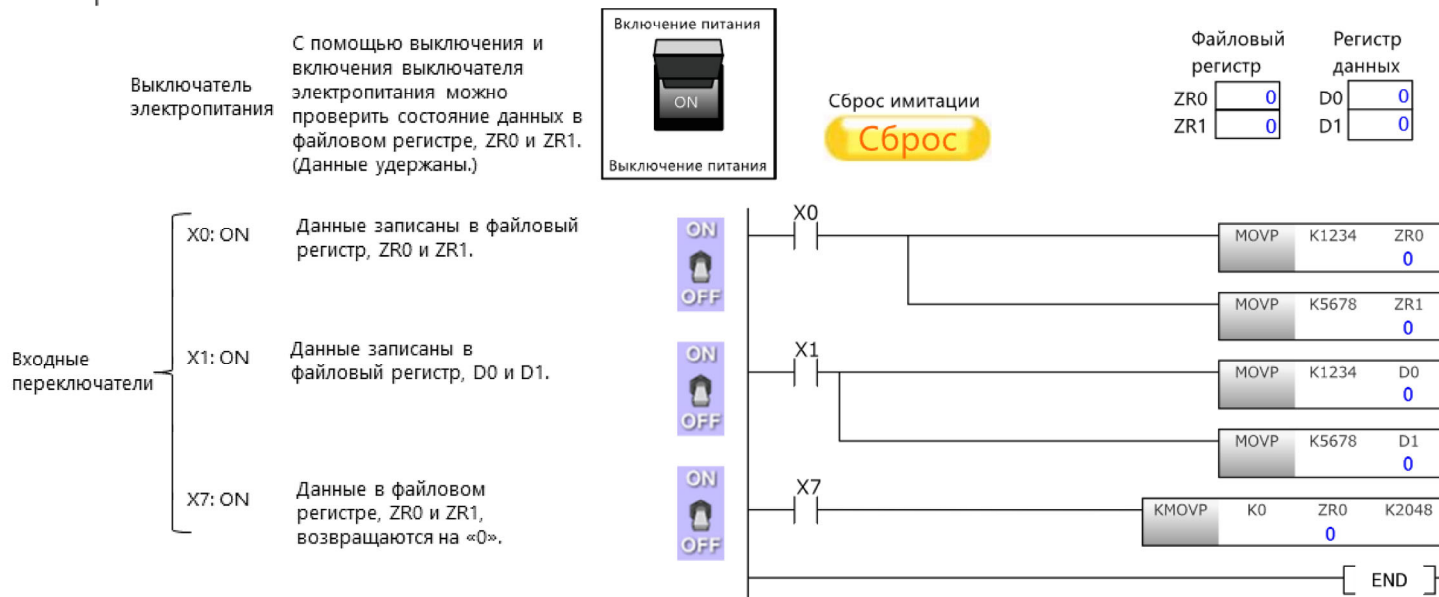 Выключатель
электропитания
С помощью выключения и
включения выключателя
электропитания можно
проверить состояние данных в
файловом регистре, ZR0 и ZR1.
(Данные удержаны.)
Включение питания
ON
Выключение питания
Сброс имитации
Сброс
Файловый
регистр
ZR0 0
ZR1 0
Регистр
данных
D0 0
D1 0
Входные
переключатели
X0: ON
Данные записаны в файловый
регистр, ZR0 и ZR1.
ON
OFF
X0
MOVP K1234 ZR0
0
MOVP K5678 ZR1
0
X1: ON
Данные записаны в
файловый регистр, D0 и D1.
ON
OFF
X1
MOVP K1234 D0
0
MOVP K5678 D1
0
X7: ON
Данные в файловом
регистре, ZR0 и ZR1,
возвращаются на «0».
ON
OFF
X7
KMOVP K0 ZR0 K2048
0
END